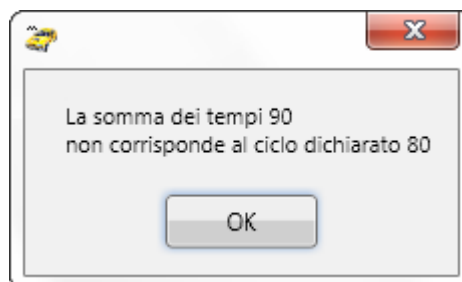 La somma dei tempi 90
non corrisponde al ciclo dichiarato 80
OK